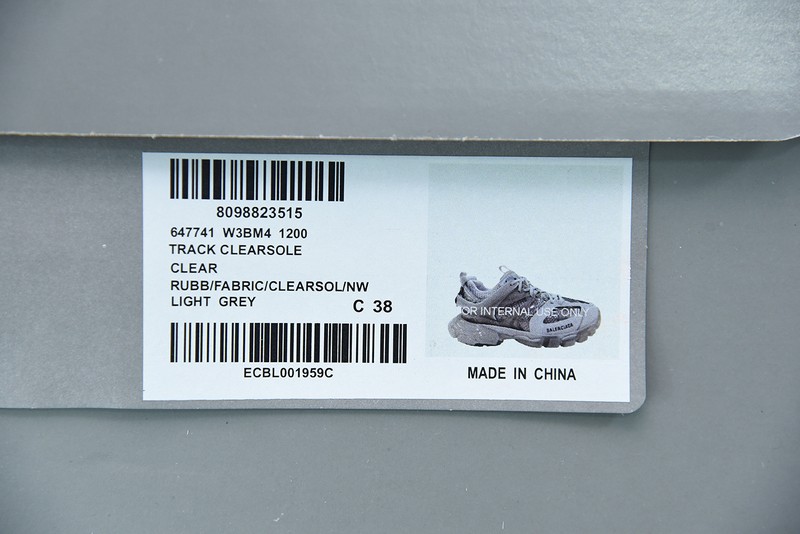 8098823515
647741 W3BM4 1200
TRACK CLEARSOLE
CLEAR
RUBB/FABRIC/CLEARSOL/NW
LIGHT GREY C 38
ECBL001959C
FOR INTERNAL USE ONLY
BALENCIAGA
MADE IN CHINA